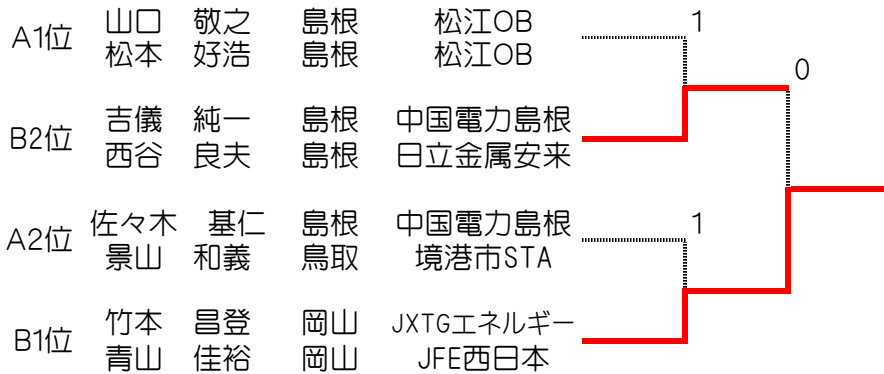 A1位 山口 敬之 島根 松江OB 1
松本 好浩 島根 松江OB
0
B2位 吉儀 純一 島根 中国電力島根
西谷 良夫 島根 日立金属安来
A2位 佐々木 基仁 島根 中国電力島根 1
景山 和義 鳥取 境港市STA
B1位 竹本 昌登 岡山 JXTGエネルギー
青山 佳裕 岡山 JFE西日本